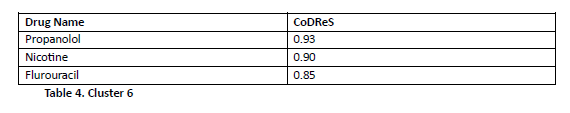 Drug Name CoDReS
Propanolol 0.93
Nicotine 0.90
Flurouracil 0.85
Table 4. Cluster 6